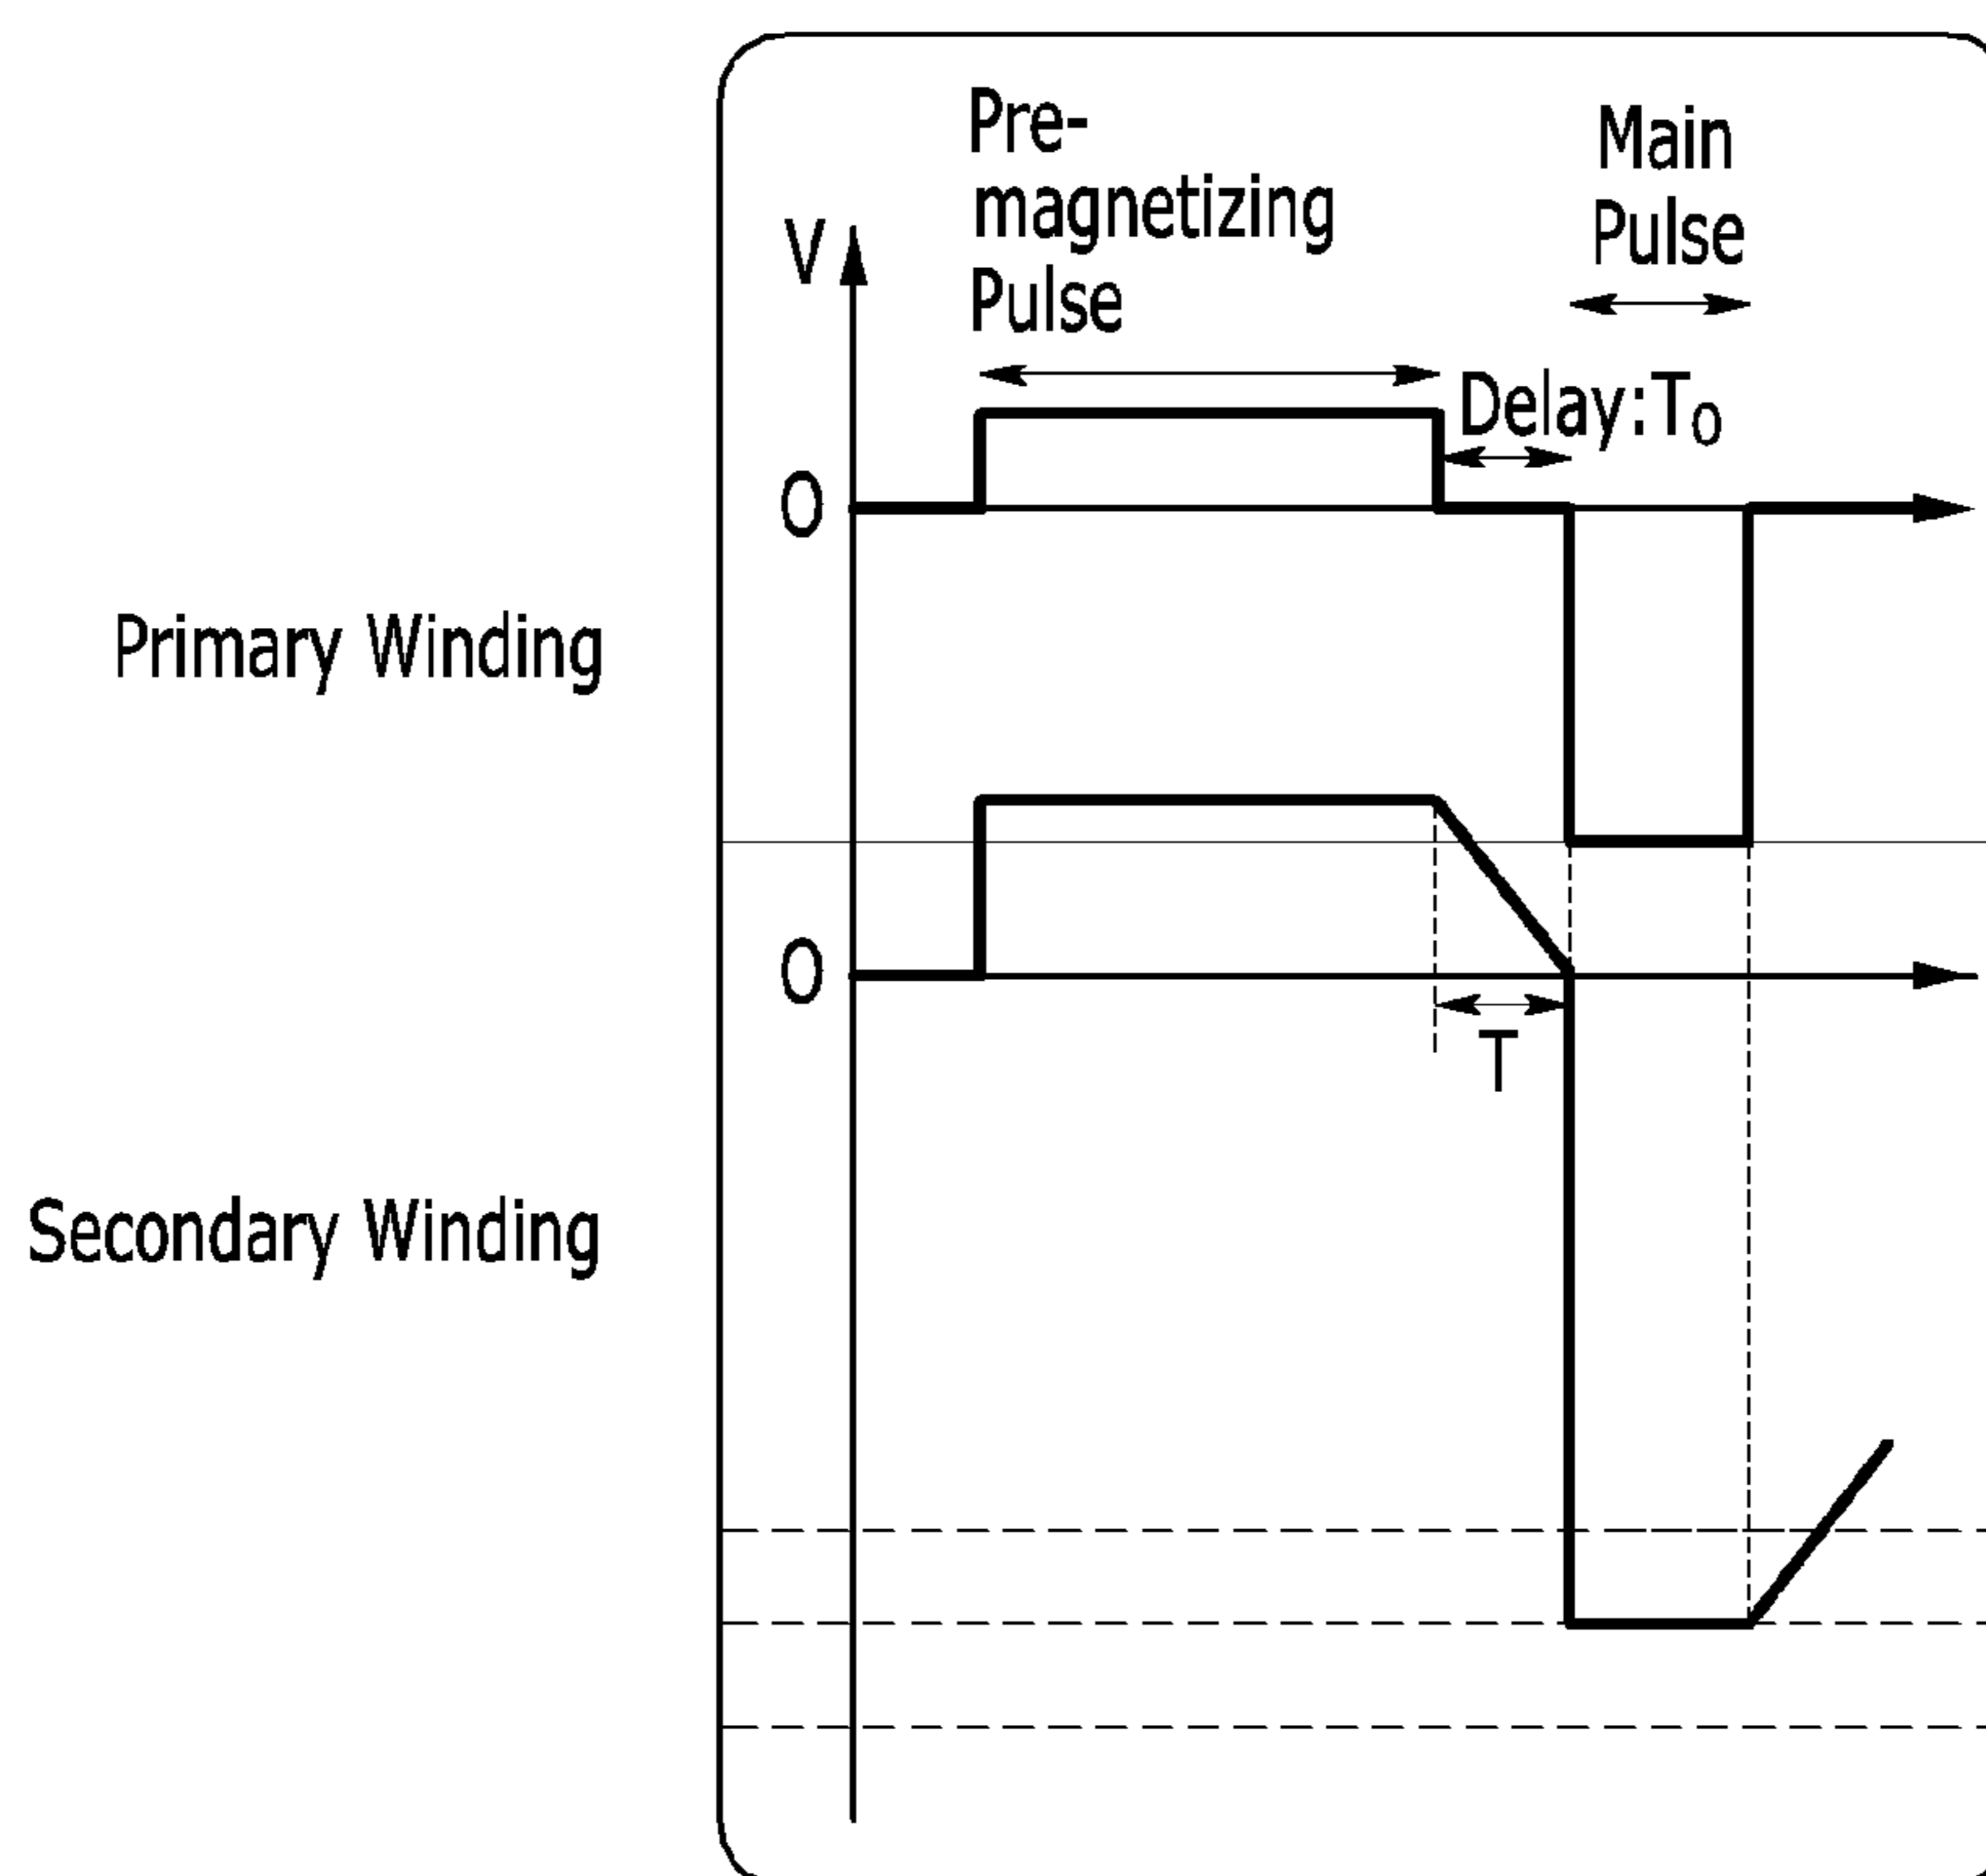 Pre-
magnetizing
Pulse
Main
Pulse
V
Delay:T₀
0
Primary Winding
0
T
Secondary Winding